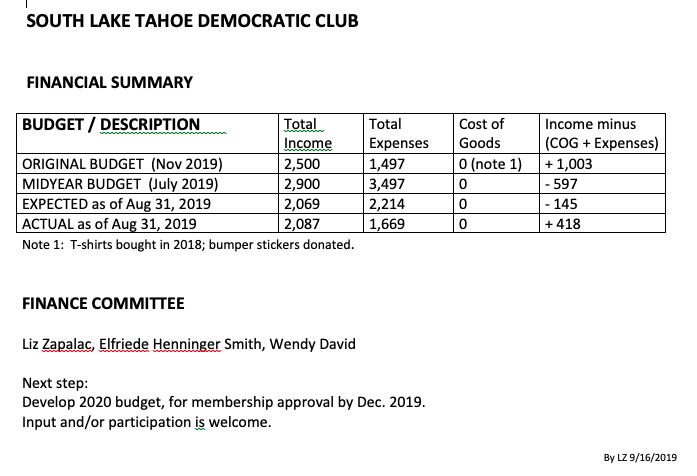 SOUTH LAKE TAHOE DEMOCRATIC CLUB
FINANCIAL SUMMARY
BUDGET / DESCRIPTION Total Income Total Expenses Cost of Goods Income minus (COG + Expenses)
ORIGINAL BUDGET (Nov 2019) 2,500 1,497 0 (note 1) + 1,003
MIDYEAR BUDGET (July 2019) 2,900 3,497 0 - 597
EXPECTED as of Aug 31, 2019 2,069 2,214 0 - 145
ACTUAL as of Aug 31, 2019 2,087 1,669 0 + 418
Note 1: T-shirts bought in 2018; bumper stickers donated.
FINANCE COMMITTEE
Liz Zapalac, Elfriede Henninger Smith, Wendy David
Next step:
Develop 2020 budget, for membership approval by Dec. 2019.
Input and/or participation is welcome.
By LZ 9/16/2019